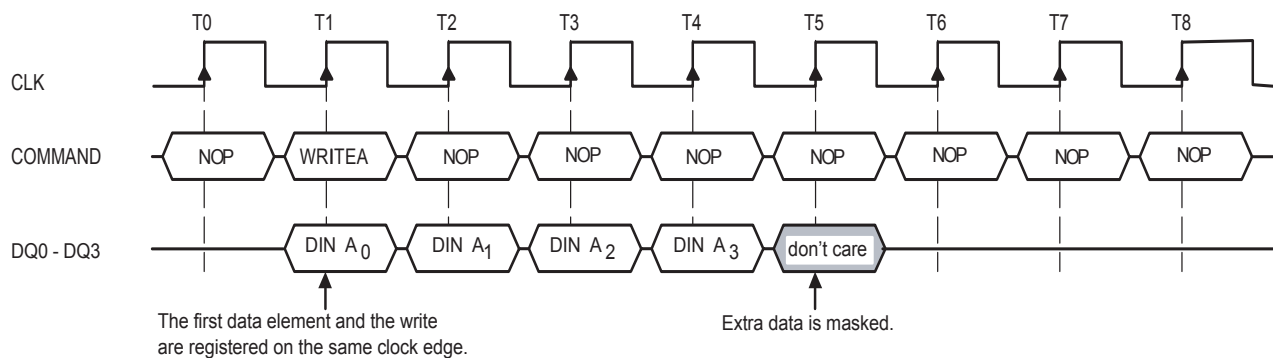 T0 T1 T2 T3 T4 T5 T6 T7 T8
CLK
COMMAND NOP WRITEA NOP NOP NOP NOP NOP NOP NOP
DQ0 - DQ3 DIN A0 DIN A1 DIN A2 DIN A3 don't care
The first data element and the write Extra data is masked.
are registered on the same clock edge.